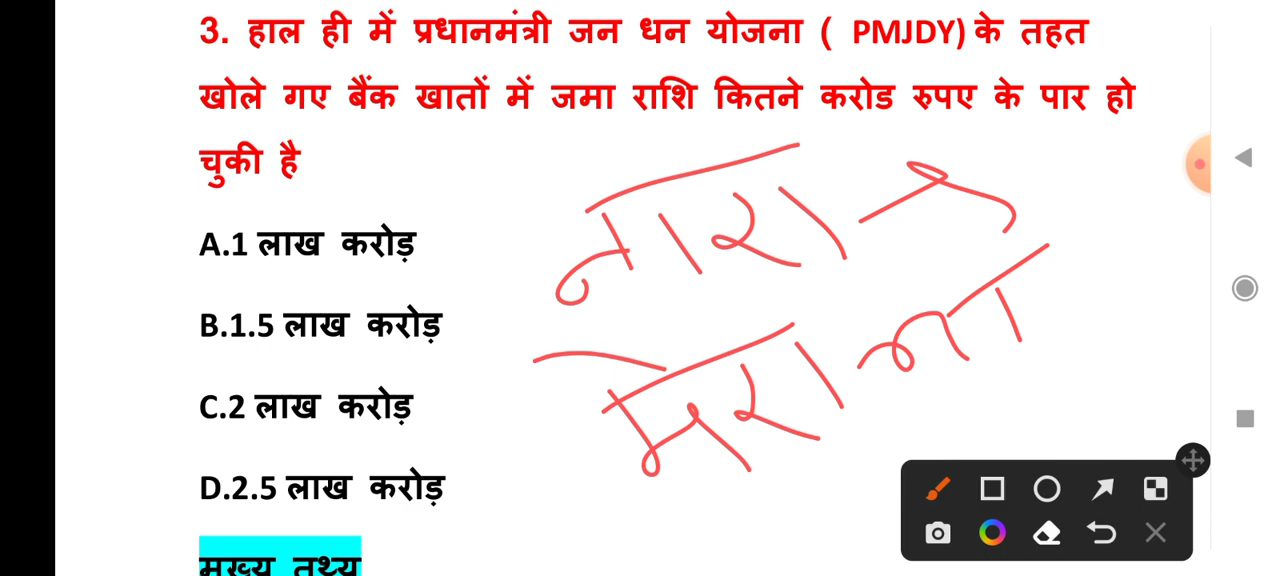 3. हाल ही में प्रधानमंत्री जन धन योजना ( PMJDY) के तहत
खोले गए बैंक खातों में जमा राशि कितने करोड रुपए के पार हो
चुकी है
A.1 लाख करोड़
B.1.5 लाख करोड़
C.2 लाख करोड़
D.2.5 लाख करोड़
नारा
मुख्य तथ्य